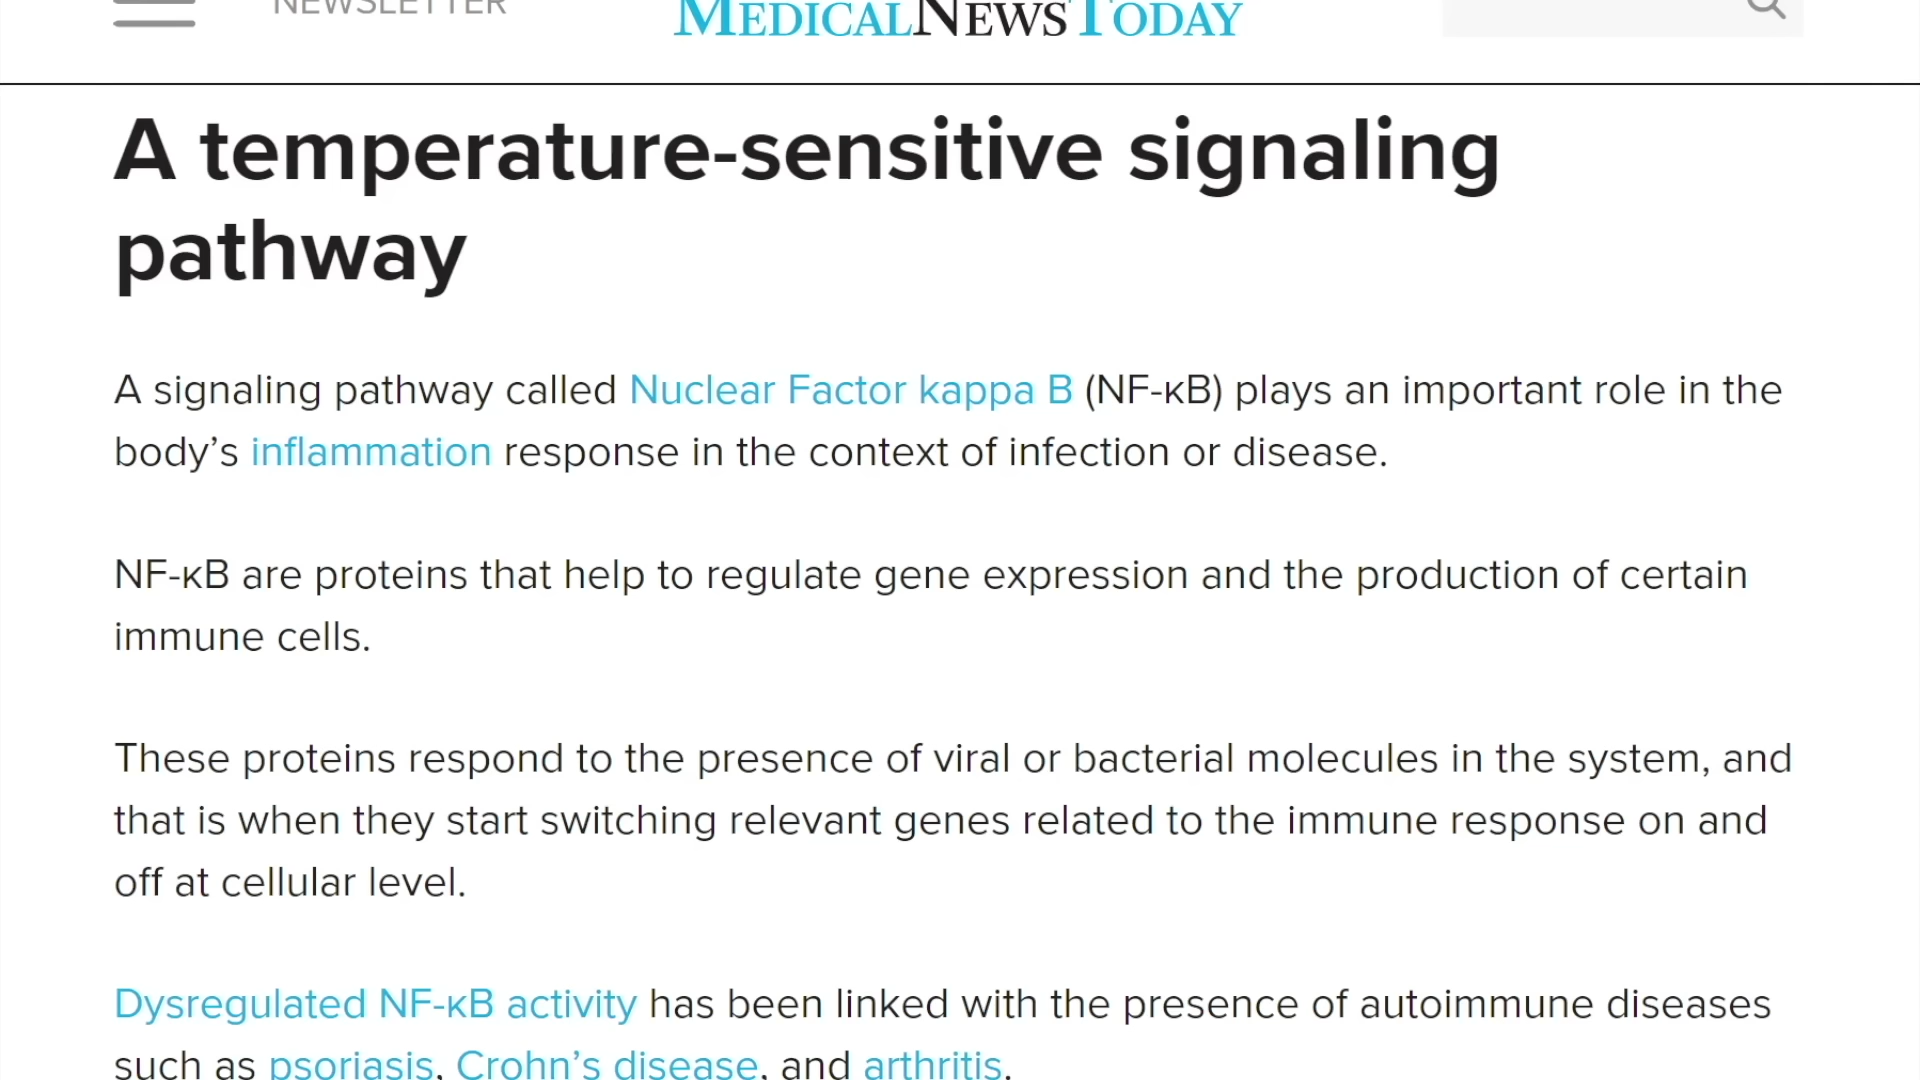 NEWSLETTER
MEDICALNEWSTODAY
A temperature-sensitive signaling
pathway
A signaling pathway called Nuclear Factor kappa B (NF-κB) plays an important role in the
body’s inflammation response in the context of infection or disease.
NF-κB are proteins that help to regulate gene expression and the production of certain
immune cells.
These proteins respond to the presence of viral or bacterial molecules in the system, and
that is when they start switching relevant genes related to the immune response on and
off at cellular level.
Dysregulated NF-κB activity has been linked with the presence of autoimmune diseases
such as psoriasis, Crohn’s disease, and arthritis.